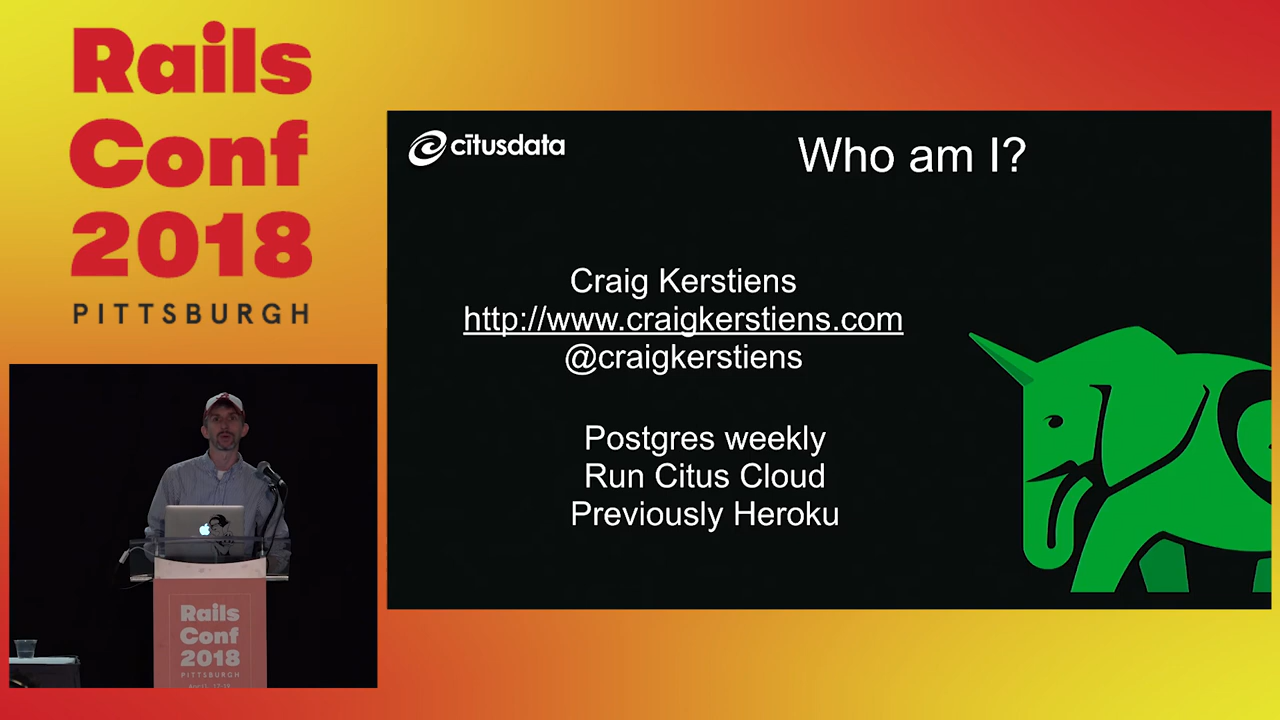 Rails
Conf
2018
PITTSBURGH
citusdata
Who am I?
Craig Kerstiens
http://www.craigkerstiens.com
@craigkerstiens
Postgres weekly
Run Citus Cloud
Previously Heroku
Rails
Conf
2018
PITTSBURGH